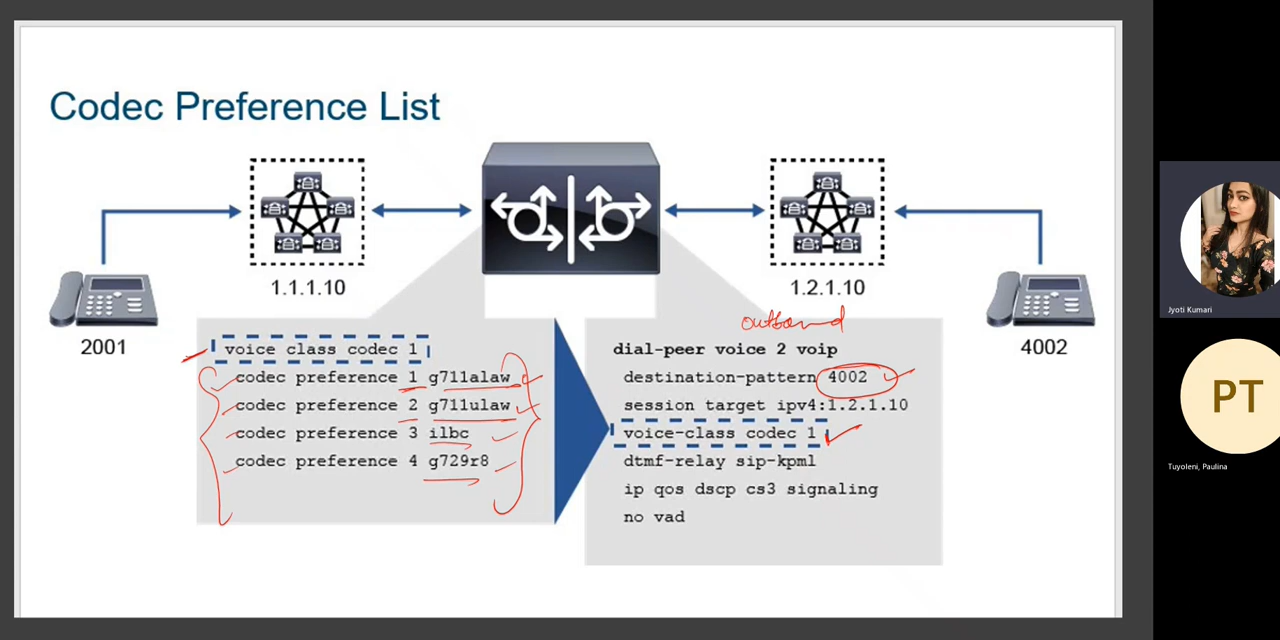 Codec Preference List
1.1.1.10
1.2.1.10
2001
4002
outbound
voice class codec 1
codec preference 1 g711alaw
codec preference 2 g711ulaw
codec preference 3 ilbc
codec preference 4 g729r8
dial-peer voice 2 voip
destination-pattern 4002
session target ipv4:1.2.1.10
voice-class codec 1
dtmf-relay sip-kpml
ip qos dscp cs3 signaling
no vad
Jyoti Kumari
PT
Tuyoleni, Paulina